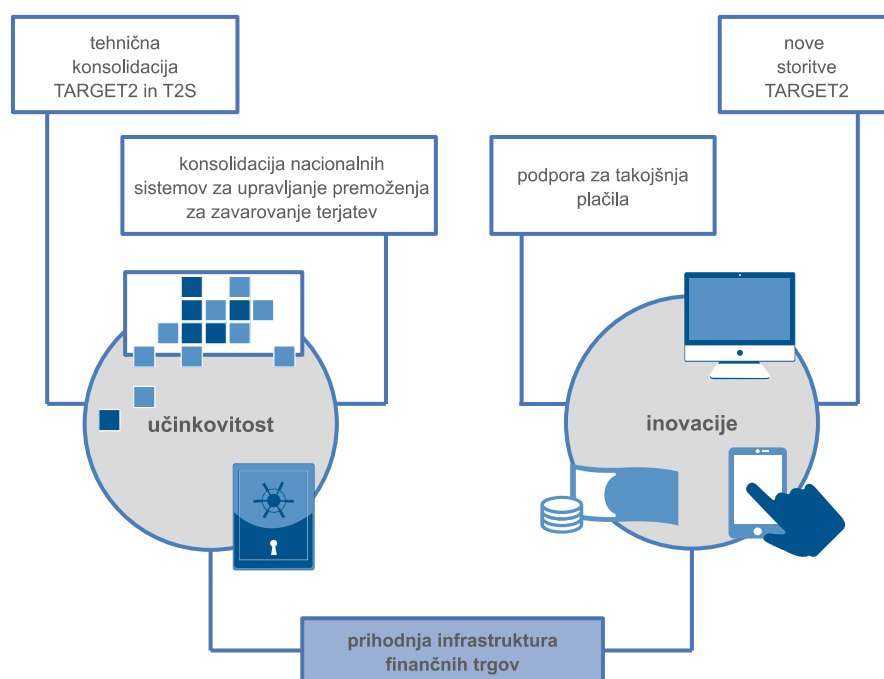 tehnična
konsolidacija
TARGET2 in T2S
nove
storitve
TARGET2
konsolidacija nacionalnih
sistemov za upravljanje premoženja
za zavarovanje terjatev
podpora za takojšnja
plačila
učinkovitost
inovacije
prihodnja infrastruktura
finančnih trgov